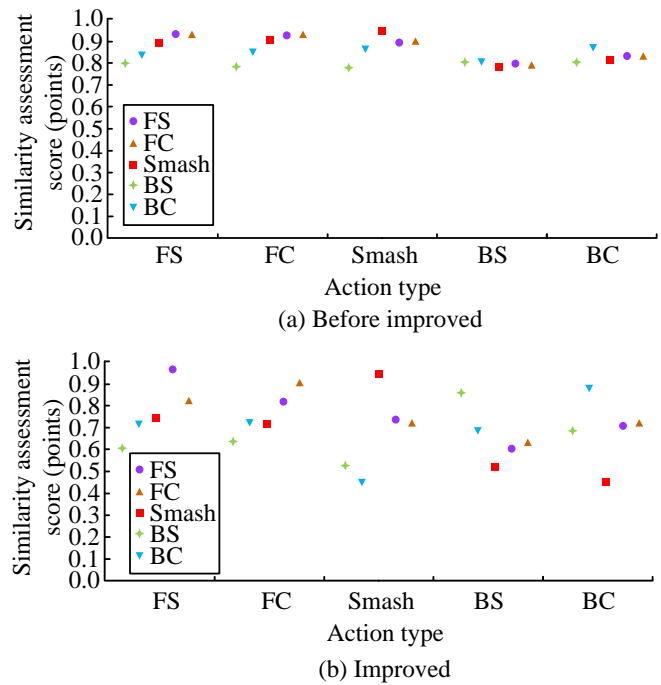 Similarity assessment
score (points)
1.0
0.9
0.8
0.7
0.6
0.5
0.4
0.3
0.2
0.1
0.0
FS
FC
Smash
BS
BC
FS FC Smash BS BC
Action type
(a) Before improved
Similarity assessment
score (points)
1.0
0.9
0.8
0.7
0.6
0.5
0.4
0.3
0.2
0.1
0.0
FS
FC
Smash
BS
BC
FS FC Smash BS BC
Action type
(b) Improved